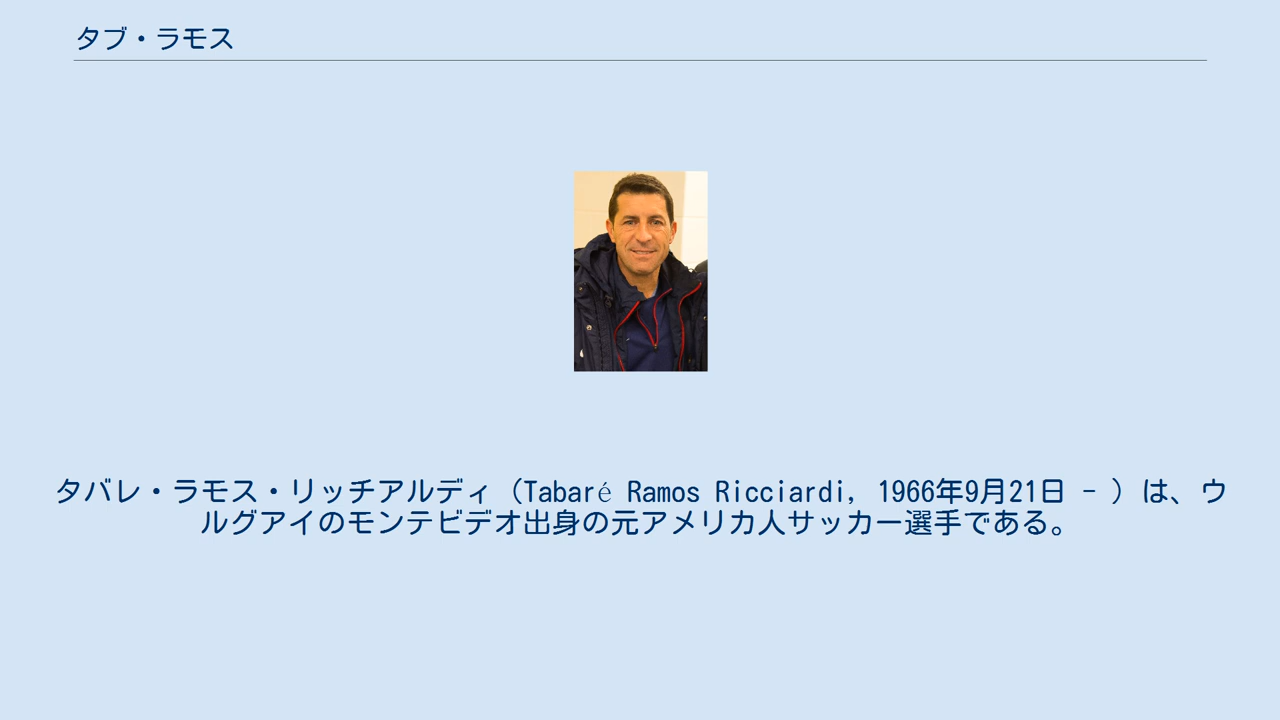 タブ・ラモス
タバレ・ラモス・リッチアルディ（Tabaré Ramos Ricciardi, 1966年9月21日 - ）は、ウ
ルグアイのモンテビデオ出身の元アメリカ人サッカー選手である。